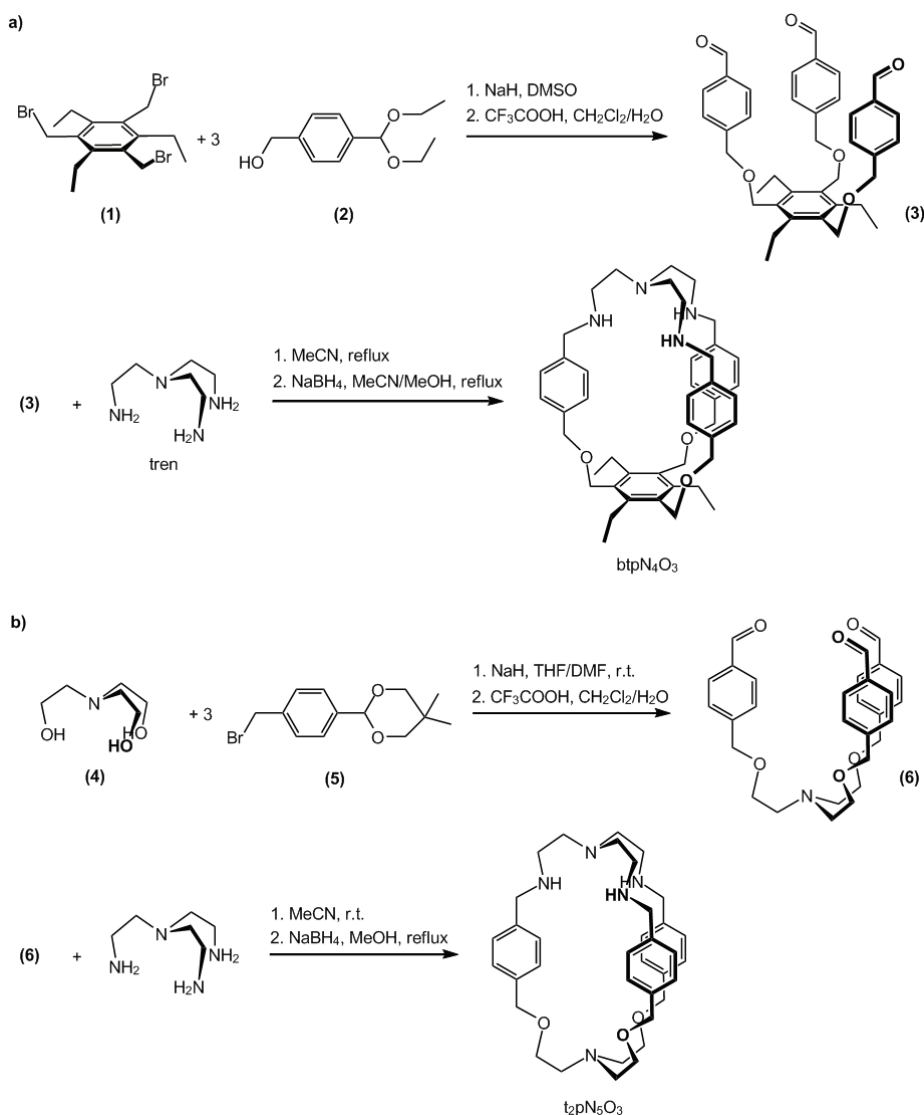 a)
Br
Br
Br
(1)
+ 3
HO
O
O
(2)
1. NaH, DMSO
2. CF₃COOH, CH₂Cl₂/H₂O
O
O
O
O
O
O
(3)
(3)
+
N
NH₂
NH₂
H₂N
tren
1. MeCN, reflux
2. NaBH₄, MeCN/MeOH, reflux
N
NH
HN
HN
O
O
O
btpN₄O₃
b)
N
OH
HO
HO
(4)
+ 3
Br
O
O
(5)
1. NaH, THF/DMF, r.t.
2. CF₃COOH, CH₂Cl₂/H₂O
O
O
O
O
O
O
N
(6)
(6)
+
N
NH₂
NH₂
H₂N
1. MeCN, r.t.
2. NaBH₄, MeOH, reflux
N
NH
HN
HN
O
O
O
N
t₂pN₅O₃